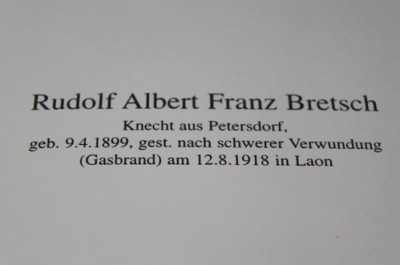 Rudolf Albert Franz Bretsch
Knecht aus Petersdorf,
geb. 9.4.1899, gest. nach schwerer Verwundung
(Gasbrand) am 12.8.1918 in Laon